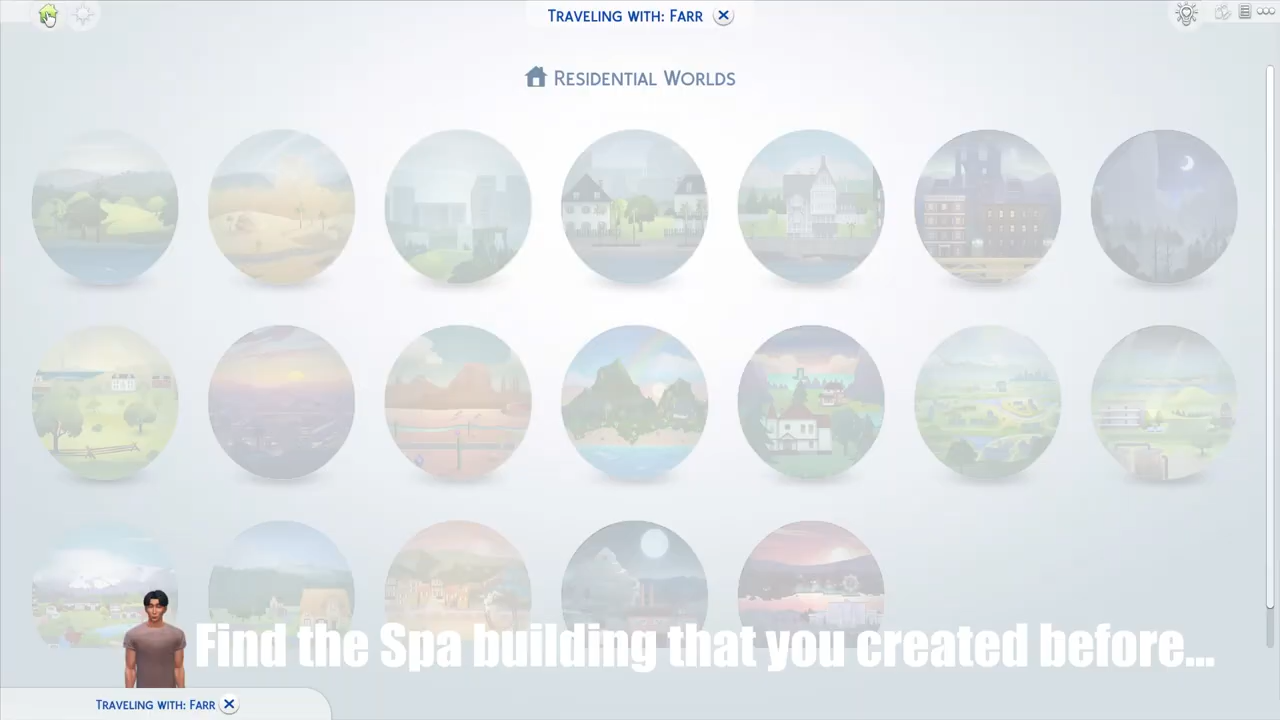 TRAVELING WITH: FARR
RESIDENTIAL WORLDS
Find the Spa building that you created before...
TRAVELING WITH: FARR